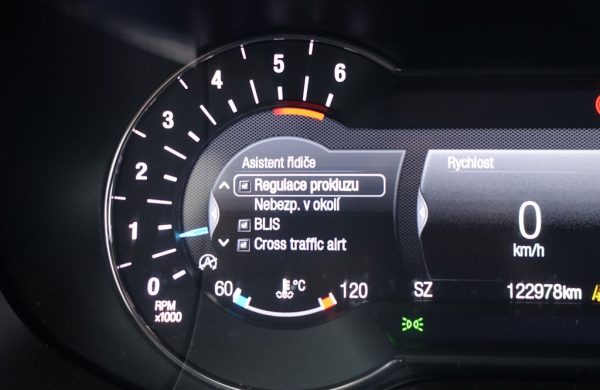 0
1
2
3
4
5
6
RPM
x1000
Asistent řidiče
Regulace prokluzu
Nebezp. v okolí
BLIS
Cross traffic alrt
60
°C
120
Rychlost
0
km/h
SZ
122978km